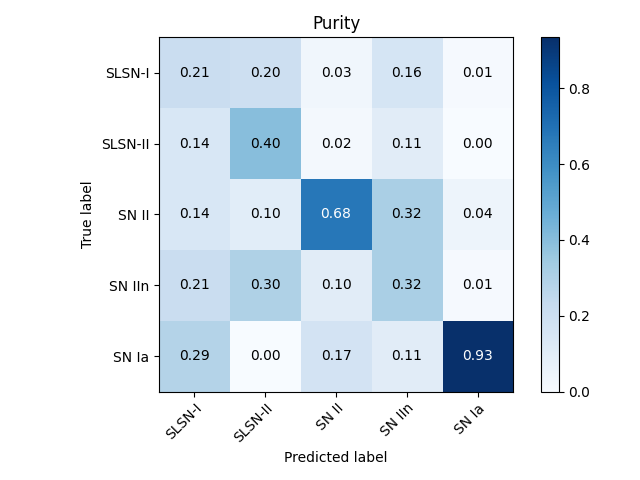 Purity
SLSN-I 0.21 0.20 0.03 0.16 0.01
0.8
SLSN-II 0.14 0.40 0.02 0.11 0.00
0.6
True label
SN II 0.14 0.10 0.68 0.32 0.04
0.4
SN IIn 0.21 0.30 0.10 0.32 0.01
0.2
SN Ia 0.29 0.00 0.17 0.11 0.93
0.0
SLSN-I SLSN-II SN II SN IIn SN Ia
Predicted label